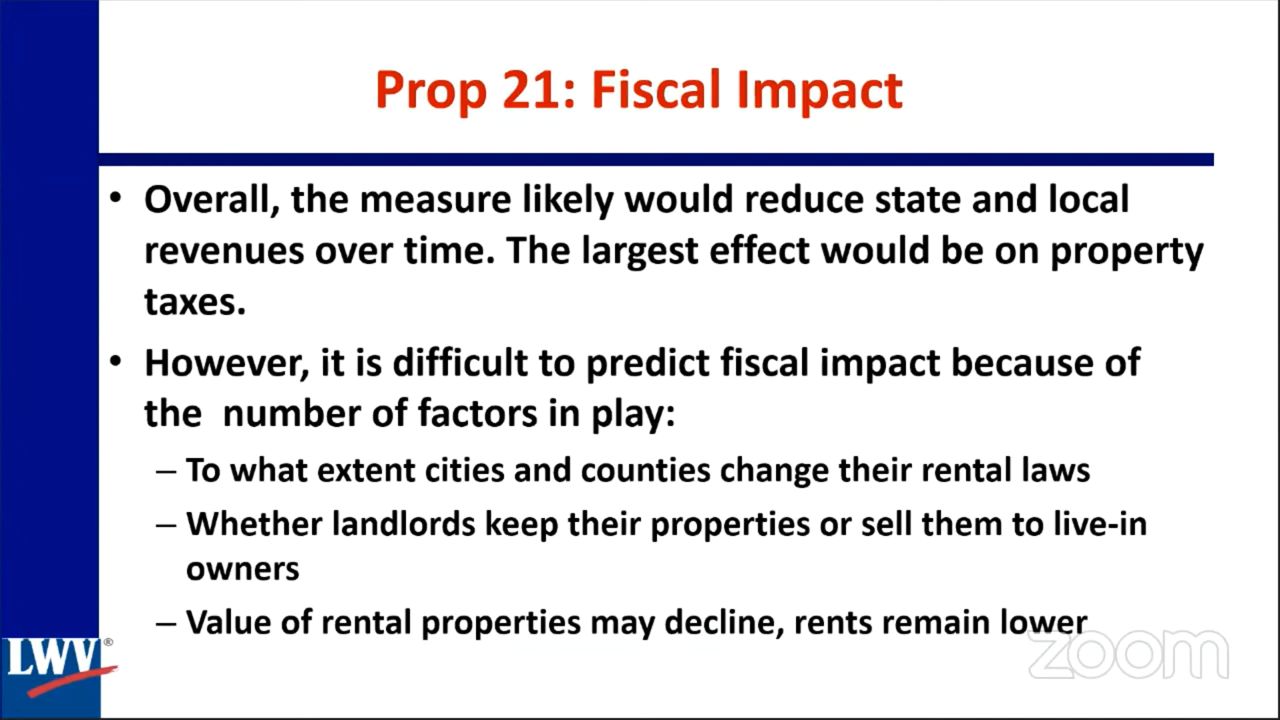 Prop 21: Fiscal Impact
• Overall, the measure likely would reduce state and local
revenues over time. The largest effect would be on property
taxes.
• However, it is difficult to predict fiscal impact because of
the  number of factors in play:
– To what extent cities and counties change their rental laws
– Whether landlords keep their properties or sell them to live-in
owners
– Value of rental properties may decline, rents remain lower
LWV®
zoom